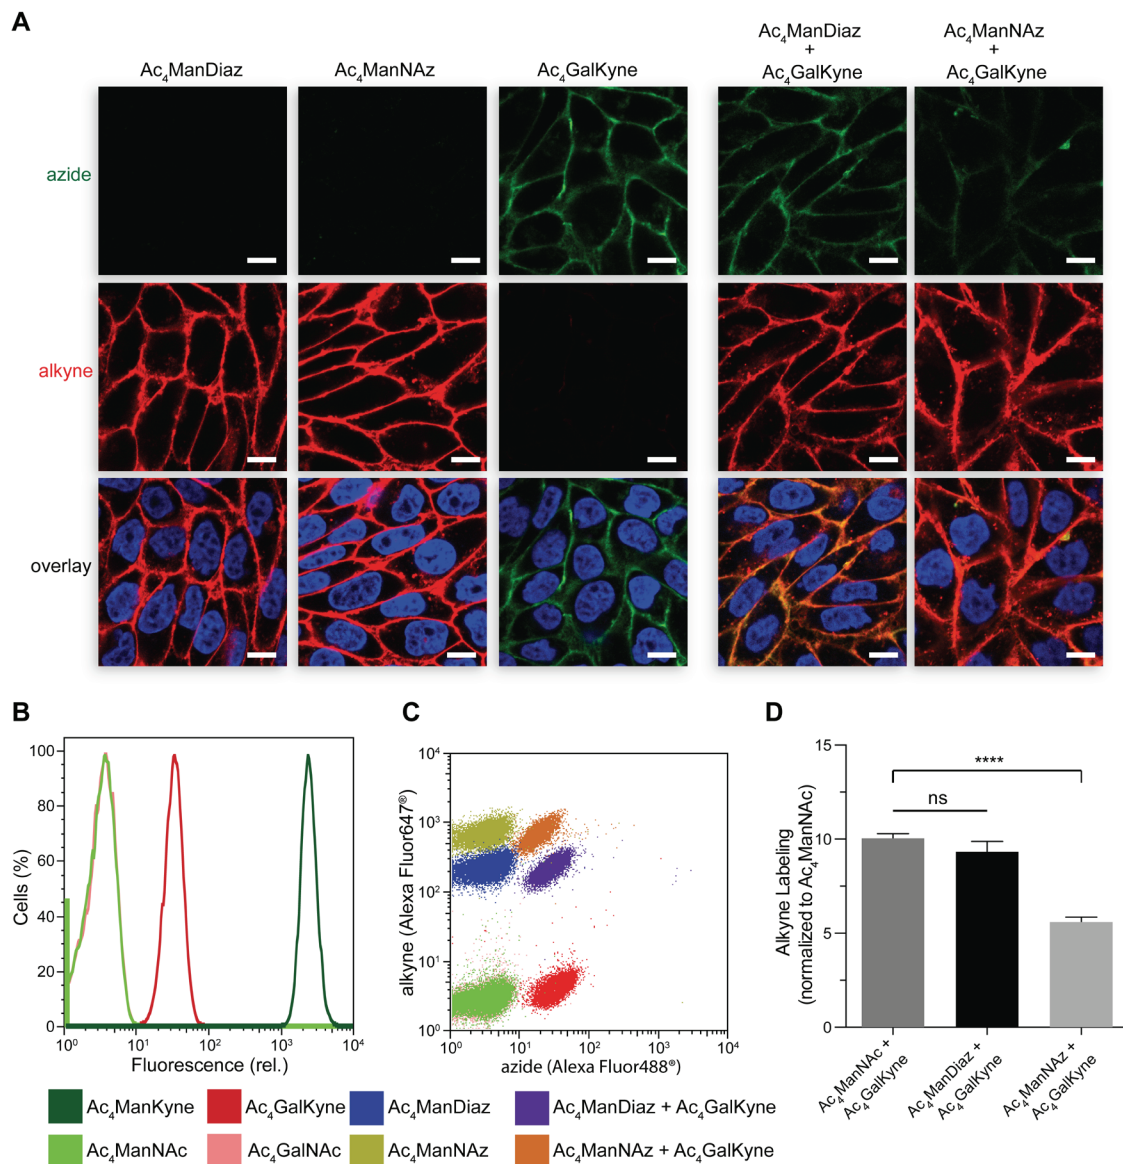 A
Ac4ManDiaz
Ac4ManNAz
Ac4GalKyne
Ac4ManDiaz
+
Ac4GalKyne
Ac4ManNAz
+
Ac4GalKyne
azide
alkyne
overlay
B
100
80
60
40
20
0
Cells (%)
10^0
10^1
10^2
10^3
10^4
Fluorescence (rel.)
C
10^4
10^3
10^2
10^1
10^0
alkyne (Alexa Fluor647®)
10^0
10^1
10^2
10^3
10^4
azide (Alexa Fluor488®)
D
15
10
5
0
Alkyne Labeling
(normalized to Ac4ManNAc)
****
ns
Ac4ManNAc +
Ac4GalKyne
Ac4ManDiaz +
Ac4GalKyne
Ac4ManNAz +
Ac4GalKyne
Ac4ManKyne
Ac4GalKyne
Ac4ManDiaz
Ac4ManDiaz + Ac4GalKyne
Ac4ManNAc
Ac4GalNAc
Ac4ManNAz
Ac4ManNAz + Ac4GalKyne